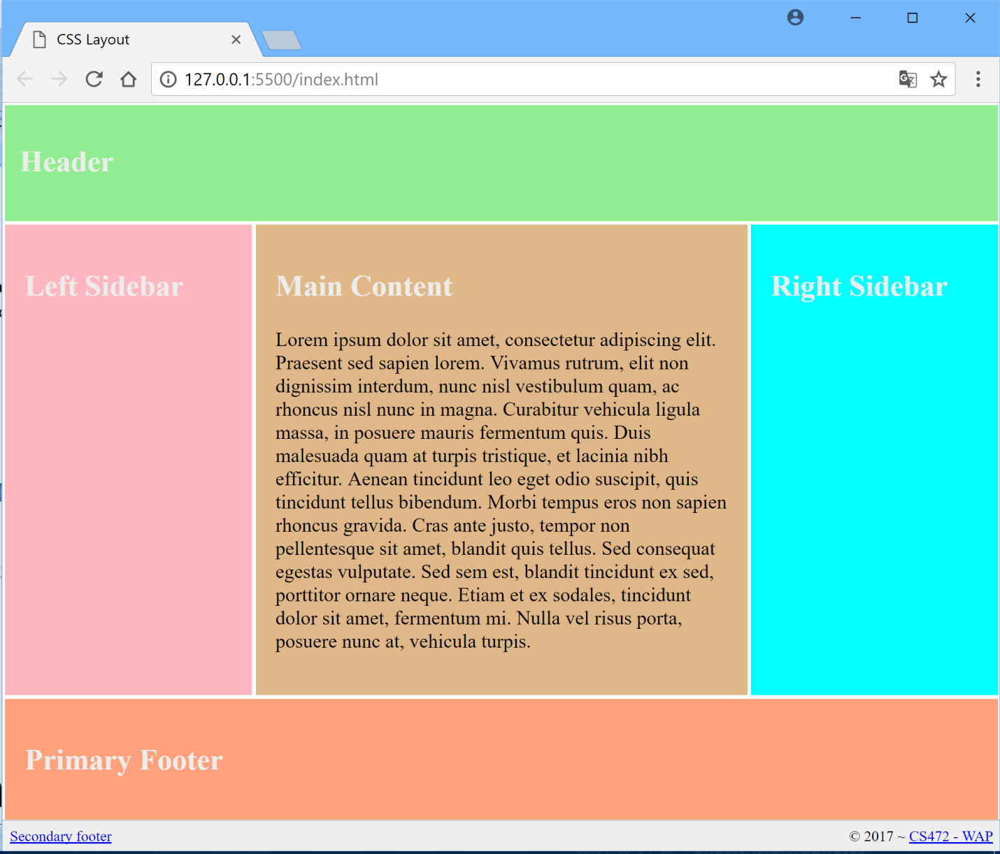 CSS Layout
127.0.0.1:5500/index.html
Header
Left Sidebar
Main Content
Right Sidebar
Lorem ipsum dolor sit amet, consectetur adipiscing elit.
Praesent sed sapien lorem. Vivamus rutrum, elit non
dignissim interdum, nunc nisl vestibulum quam, ac
rhoncus nisl nunc in magna. Curabitur vehicula ligula
massa, in posuere mauris fermentum quis. Duis
malesuada quam at turpis tristique, et lacinia nibh
efficitur. Aenean tincidunt leo eget odio suscipit, quis
tincidunt tellus bibendum. Morbi tempus eros non sapien
rhoncus gravida. Cras ante justo, tempor non
pellentesque sit amet, blandit quis tellus. Sed consequat
egestas vulputate. Sed sem est, blandit tincidunt ex sed,
porttitor ornare neque. Etiam et ex sodales, tincidunt
dolor sit amet, fermentum mi. Nulla vel risus porta,
posuere nunc at, vehicula turpis.
Primary Footer
Secondary footer
© 2017 ~ CS472 - WAP